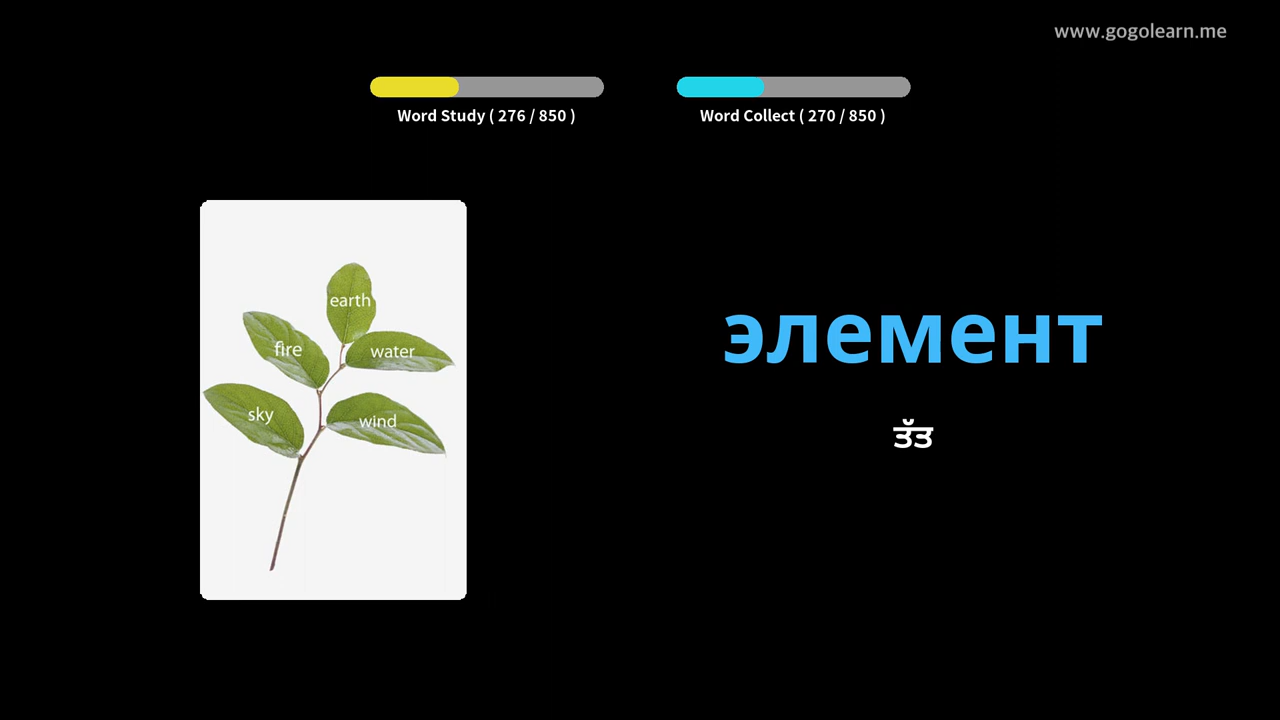 www.gogolearn.me
Word Study ( 276 / 850 )
Word Collect ( 270 / 850 )
earth
fire
water
sky
wind
элемент
ਤੱਤ